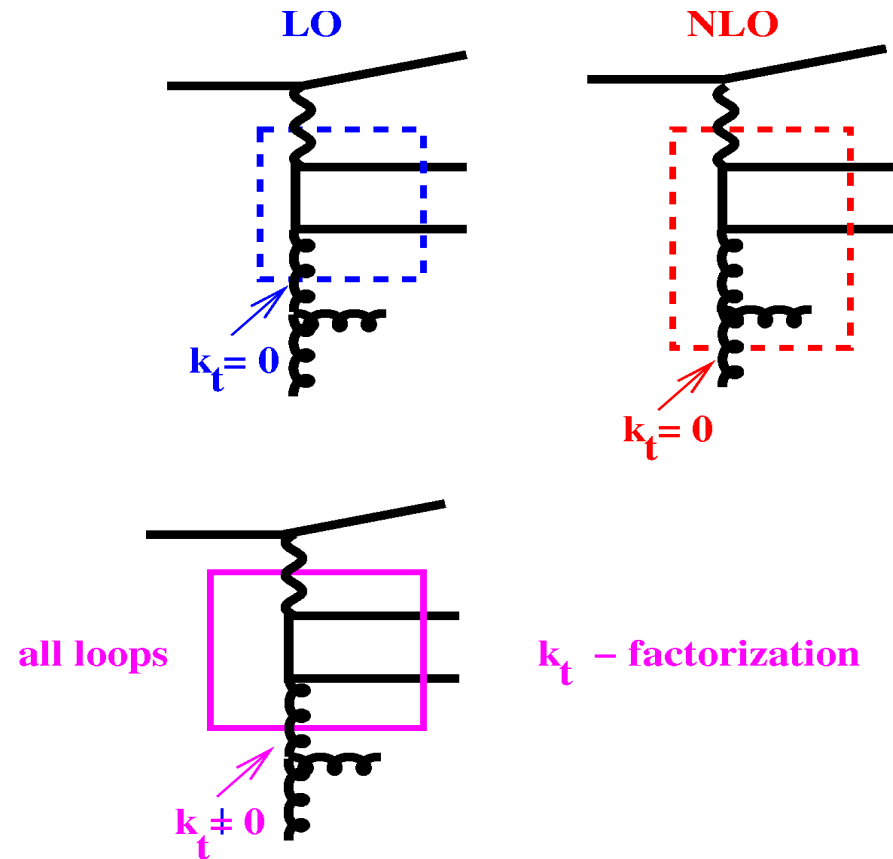 LO
NLO
kt= 0
kt= 0
all loops
kt – factorization
kt ≠ 0